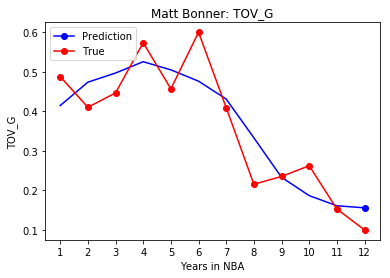 Matt Bonner: TOV_G
Prediction
True
0.6
0.5
0.4
0.3
0.2
0.1
TOV_G
1 2 3 4 5 6 7 8 9 10 11 12
Years in NBA